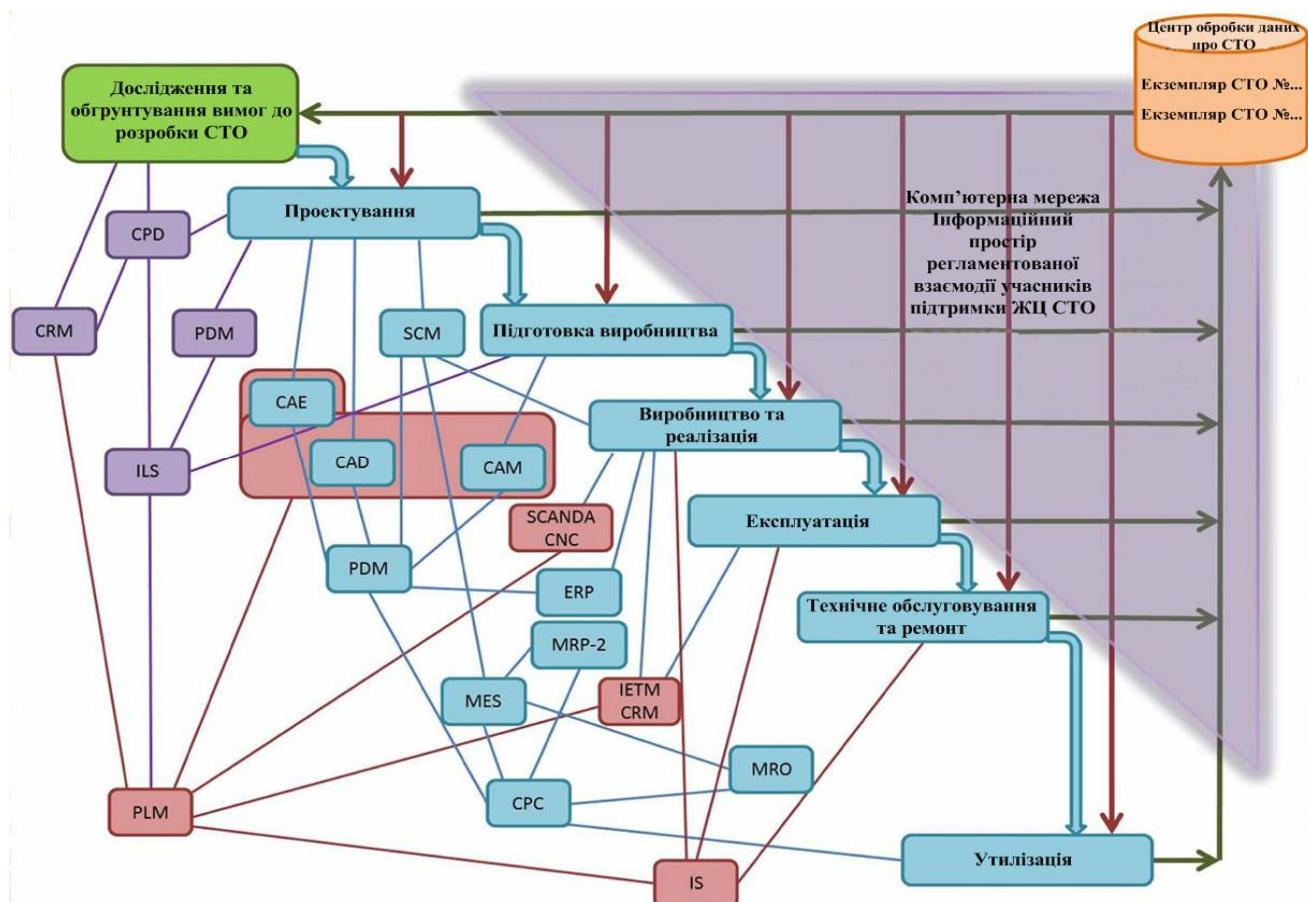 Центр обробки даних
про СТО
Екземпляр СТО №...
Екземпляр СТО №...
Дослідження та
обгрунтування вимог до
розробки СТО
Проектування
Комп’ютерна мережа
Інформаційний
простір
регламентованої
взаємодії учасників
підтримки ЖЦ СТО
CPD
CRM
PDM
SCM
Підготовка виробництва
CAE
Виробництво та
реалізація
ILS
CAD
CAM
SCANDA
CNC
Експлуатація
PDM
ERP
Технічне обслуговування
та ремонт
MRP-2
MES
IETM
CRM
MRO
PLM
CPC
Утилізація
IS